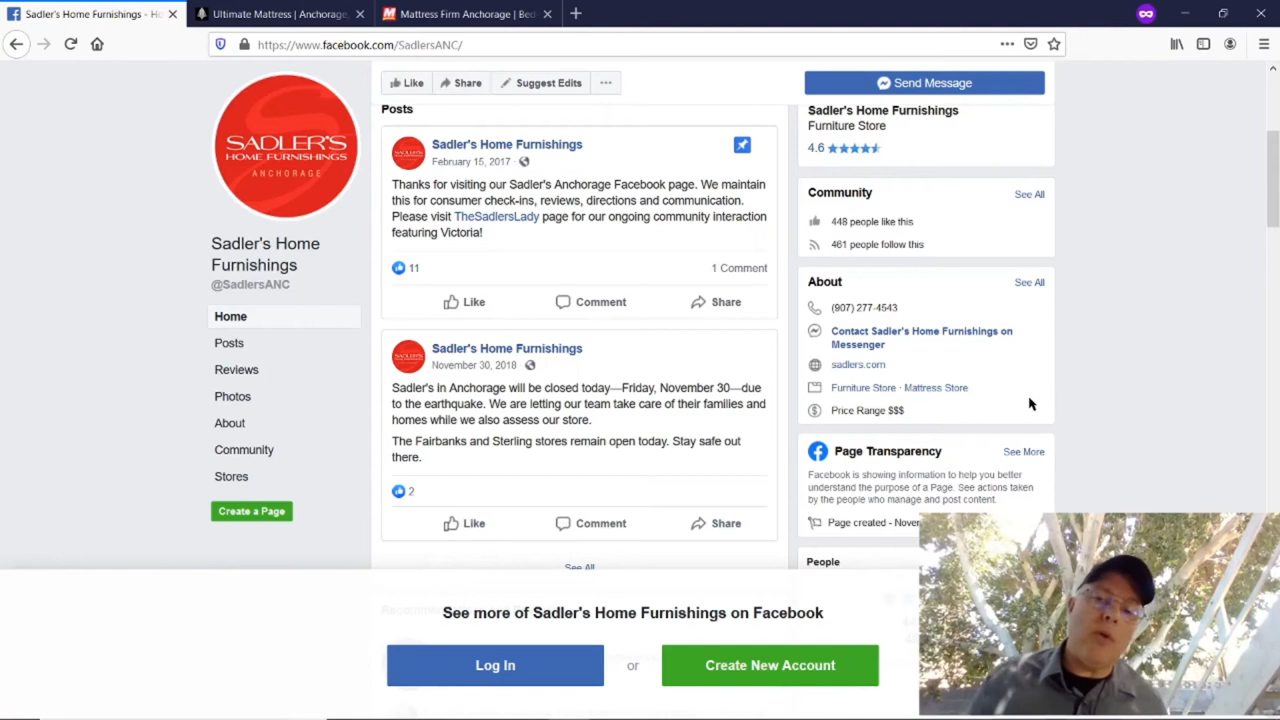 Sadler's Home Furnishings - Ho
Ultimate Mattress | Anchorage,
Mattress Firm Anchorage | Bed
https://www.facebook.com/SadlersANC/
Like
Share
Suggest Edits
Send Message
SADLER'S
HOME FURNISHINGS
ANCHORAGE
Sadler's Home
Furnishings
@SadlersANC
Home
Posts
Reviews
Photos
About
Community
Stores
Create a Page
Posts
Sadler's Home Furnishings
February 15, 2017
Thanks for visiting our Sadler's Anchorage Facebook page. We maintain
this for consumer check-ins, reviews, directions and communication.
Please visit TheSadlersLady page for our ongoing community interaction
featuring Victoria!
11
1 Comment
Like
Comment
Share
Sadler's Home Furnishings
November 30, 2018
Sadler's in Anchorage will be closed today—Friday, November 30—due
to the earthquake. We are letting our team take care of their families and
homes while we also assess our store.
The Fairbanks and Sterling stores remain open today. Stay safe out
there.
2
Like
Comment
Share
See All
Sadler's Home Furnishings
Furniture Store
4.6
Community
See All
448 people like this
461 people follow this
About
See All
(907) 277-4543
Contact Sadler's Home Furnishings on
Messenger
sadlers.com
Furniture Store · Mattress Store
Price Range $$$
Page Transparency
See More
Facebook is showing information to help you better
understand the purpose of a Page. See actions taken
by the people who manage and post content.
Page created - Nover
People
See more of Sadler's Home Furnishings on Facebook
Log In
or
Create New Account